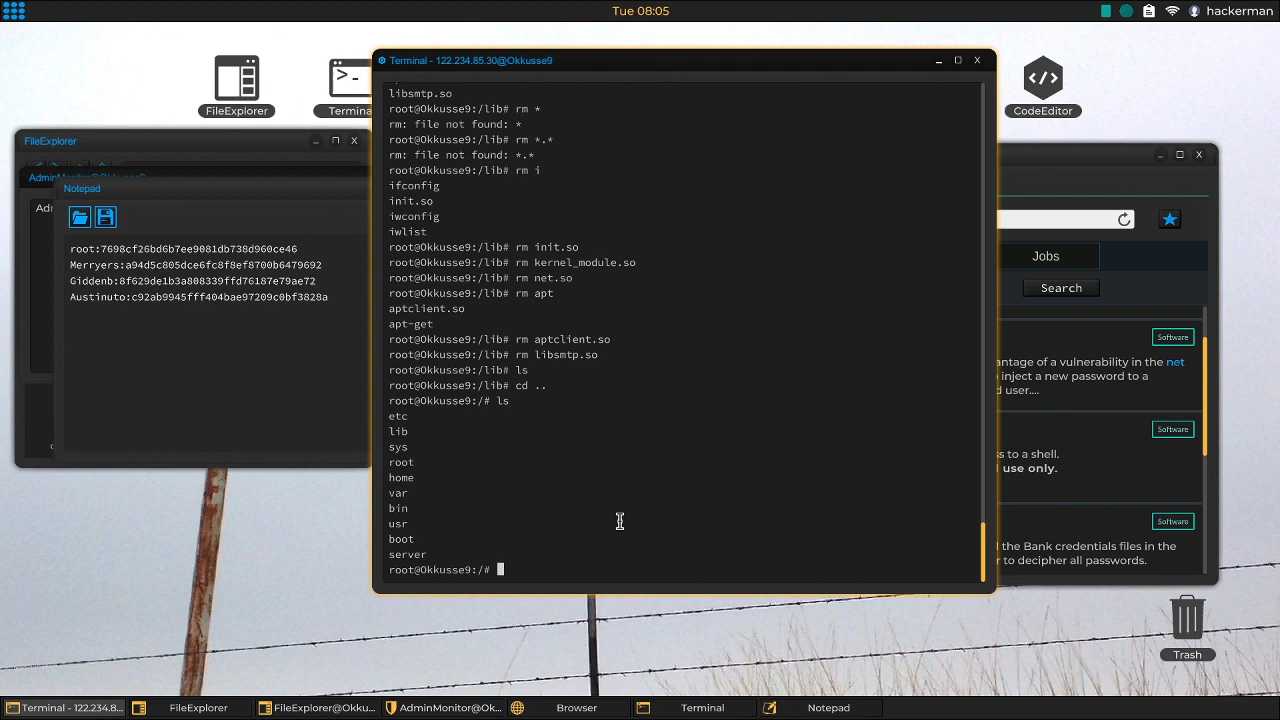 Tue 08:05
hackerman
FileExplorer
Termina
CodeEditor
Terminal - 122.234.85.30@Okkusse9
libsmtp.so
root@Okkusse9:/lib# rm *
rm: file not found: *
root@Okkusse9:/lib# rm *.*
rm: file not found: *.*
root@Okkusse9:/lib# rm i
ifconfig
init.so
iwconfig
iwlist
root@Okkusse9:/lib# rm init.so
root@Okkusse9:/lib# rm kernel_module.so
root@Okkusse9:/lib# rm net.so
root@Okkusse9:/lib# rm apt
aptclient.so
apt-get
root@Okkusse9:/lib# rm aptclient.so
root@Okkusse9:/lib# rm libsmtp.so
root@Okkusse9:/lib# ls
root@Okkusse9:/lib# cd ..
root@Okkusse9:/# ls
etc
lib
sys
root
home
var
bin
usr
boot
server
root@Okkusse9:/#
FileExplorer
Adm
Notepad
root:7698cf26bd6b7ee9081db738d960ce46
Merryers:a94d5c805dce6fc8f8ef8700b6479692
Giddenb:8f629de1b3a808339ffd76187e79ae72
Austinuto:c92ab9945fff404bae97209c0bf3828a
Jobs
Search
Software
antage of a vulnerability in the net
inject a new password to a
d user....
Software
ss to a shell.
use only.
Software
d the Bank credentials files in the
r to decipher all passwords.
Trash
Terminal - 122.234.8...
FileExplorer
FileExplorer@Okku...
AdminMonitor@Ok...
Browser
Terminal
Notepad